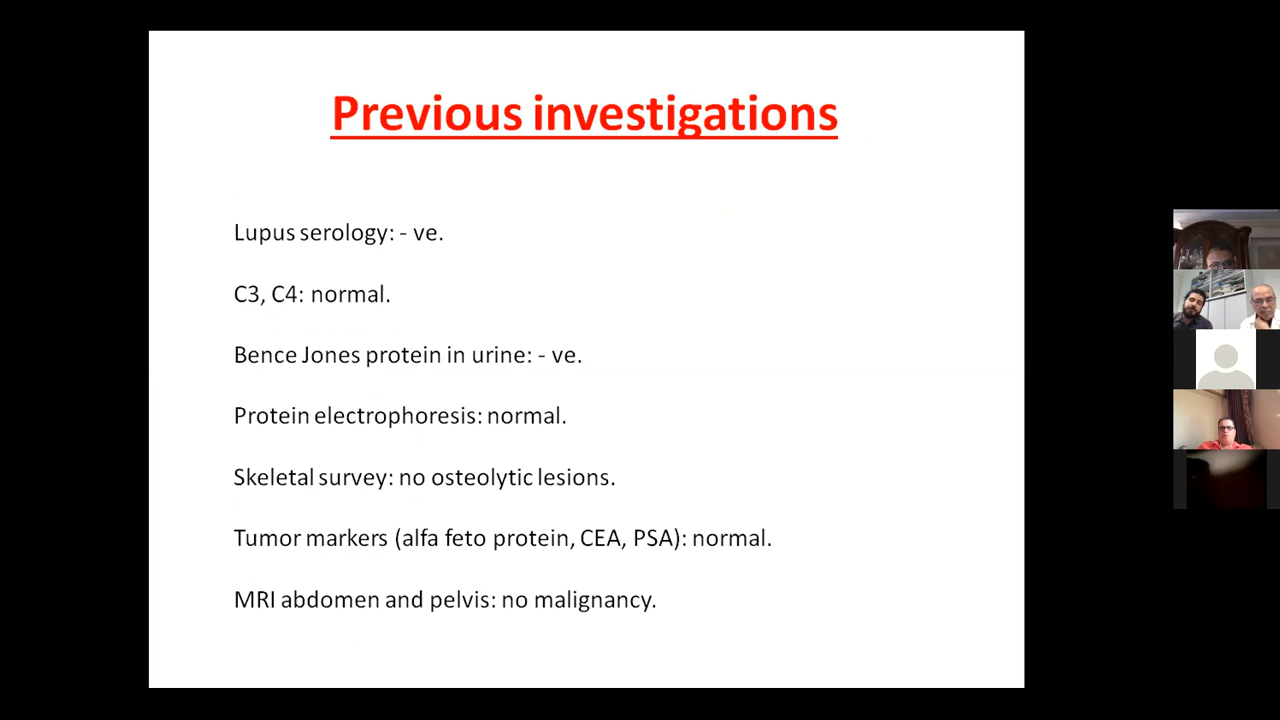 Previous investigations
Lupus serology: - ve.
C3, C4: normal.
Bence Jones protein in urine: - ve.
Protein electrophoresis: normal.
Skeletal survey: no osteolytic lesions.
Tumor markers (alfa feto protein, CEA, PSA): normal.
MRI abdomen and pelvis: no malignancy.